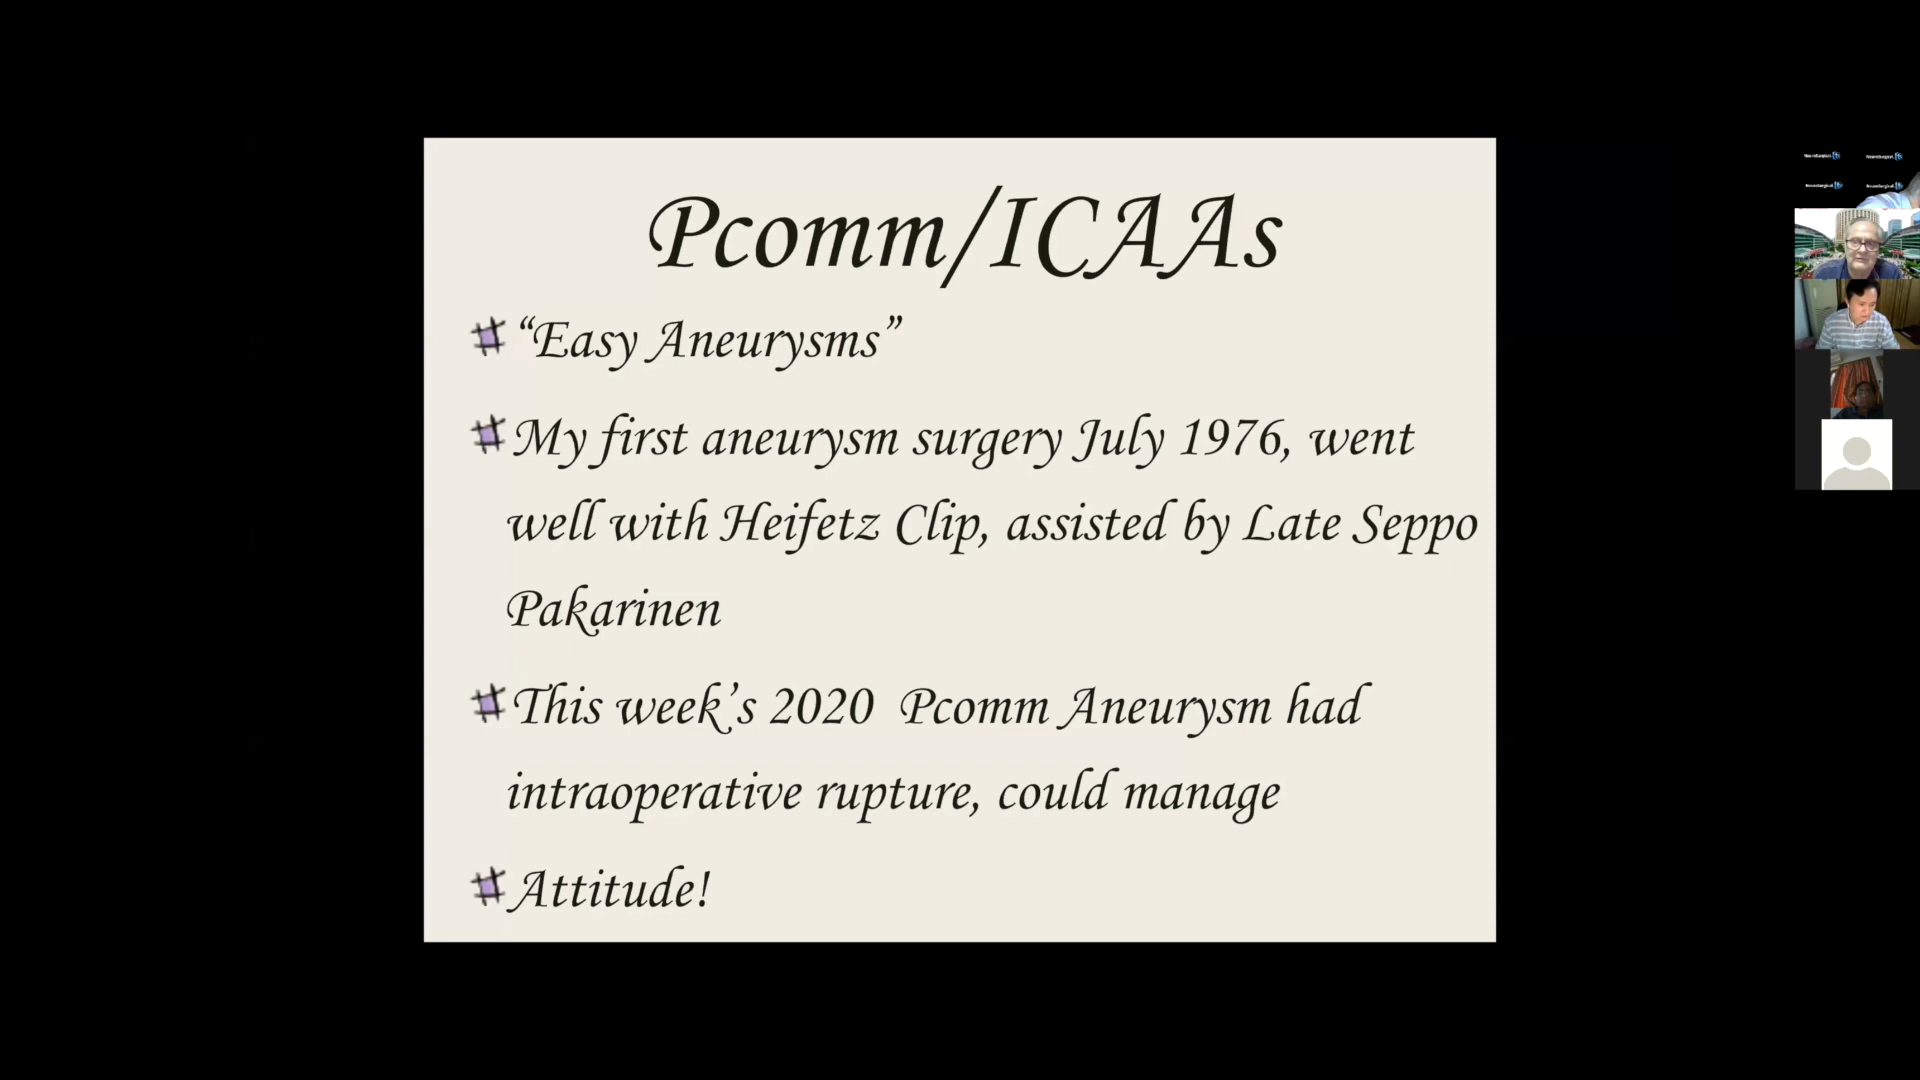 Pcomm/ICAAs
“Easy Aneurysms”
My first aneurysm surgery July 1976, went
well with Heifetz Clip, assisted by Late Seppo
Pakarinen
This week’s 2020 Pcomm Aneurysm had
intraoperative rupture, could manage
Attitude!